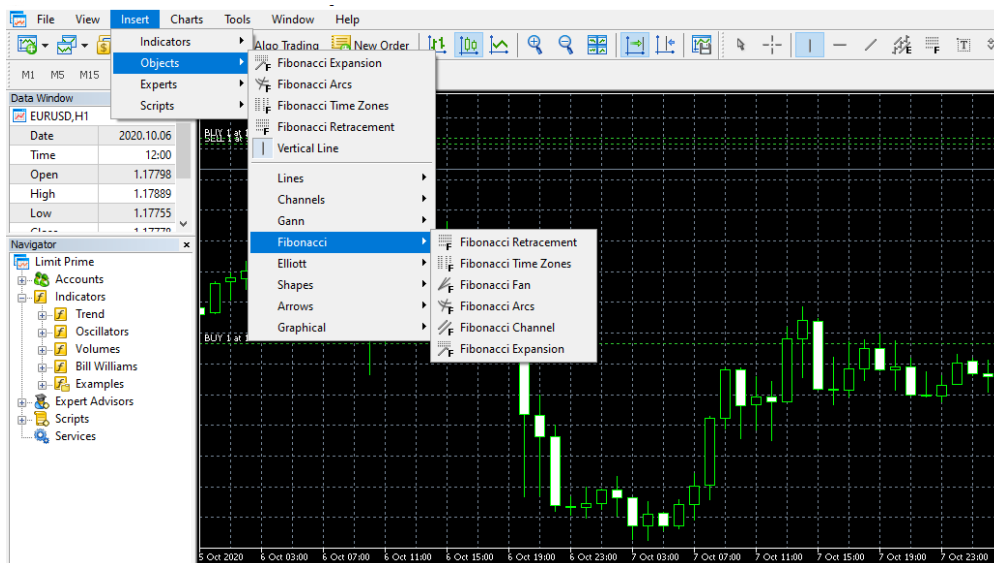 File View Insert Charts Tools Window Help
Indicators
Objects
Experts
Scripts
Algo Trading New Order
M1 M5 M15
Fibonacci Expansion
Fibonacci Arcs
Fibonacci Time Zones
Fibonacci Retracement
Vertical Line
Lines
Channels
Gann
Fibonacci
Elliott
Shapes
Arrows
Graphical
Fibonacci Retracement
Fibonacci Time Zones
Fibonacci Fan
Fibonacci Arcs
Fibonacci Channel
Fibonacci Expansion
Data Window
EURUSD,H1
Date 2020.10.06
Time 12:00
Open 1.17798
High 1.17889
Low 1.17755
Navigator
Limit Prime
Accounts
Indicators
Trend
Oscillators
Volumes
Bill Williams
Examples
Expert Advisors
Scripts
Services
BUY 1 at 1
SELL 1 at
BUY 1 at 1
5 Oct 2020 6 Oct 03:00 6 Oct 07:00 6 Oct 11:00 6 Oct 15:00 6 Oct 19:00 6 Oct 23:00 7 Oct 03:00 7 Oct 07:00 7 Oct 11:00 7 Oct 15:00 7 Oct 19:00 7 Oct 23:00